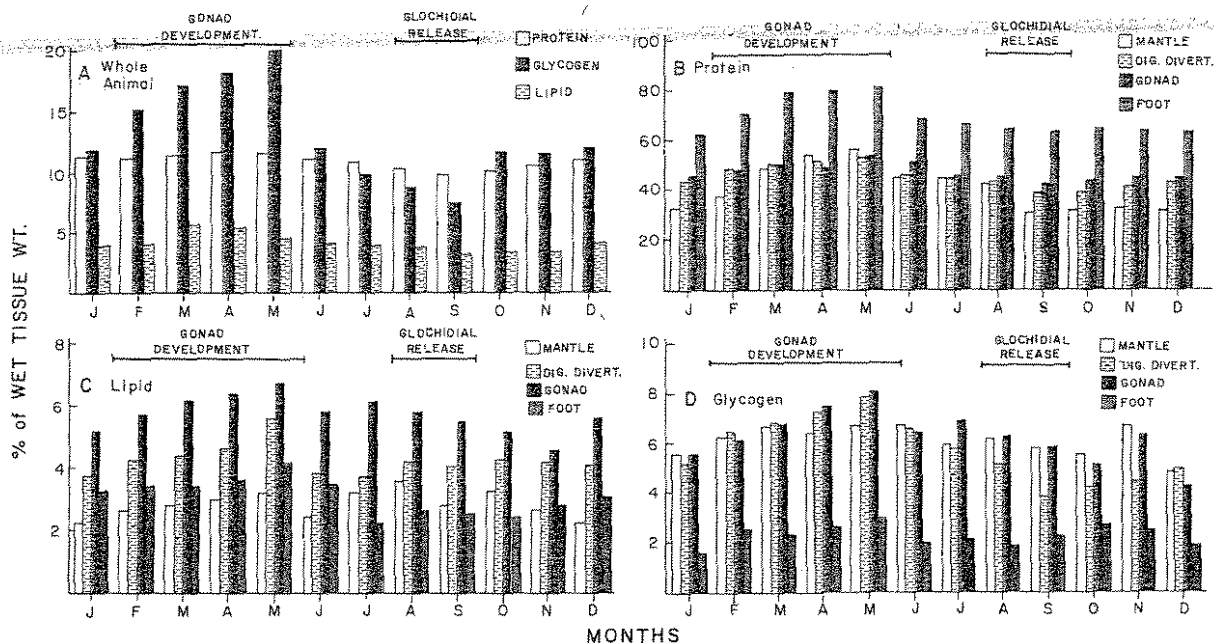 GONAD
DEVELOPMENT.
GLOCHIDIAL
RELEASE
PROTEIN
GLYCOGEN
LIPID
A Whole
Animal
20
15
10
5
J F M A M J J A S O N D
GONAD
DEVELOPMENT
GLOCHIDIAL
RELEASE
MANTLE
DIG. DIVERT.
GONAD
FOOT
B Protein
100
80
60
40
20
J F M A M J J A S O N D
% of WET TISSUE WT.
GONAD
DEVELOPMENT
GLOCHIDIAL
RELEASE
MANTLE
DIG. DIVERT.
GONAD
FOOT
C Lipid
8
6
4
2
J F M A M J J A S O N D
GONAD
DEVELOPMENT
GLOCHIDIAL
RELEASE
MANTLE
DIG. DIVERT.
GONAD
FOOT
D Glycogen
10
8
6
4
2
J F M A M J J A S O N D
MONTHS